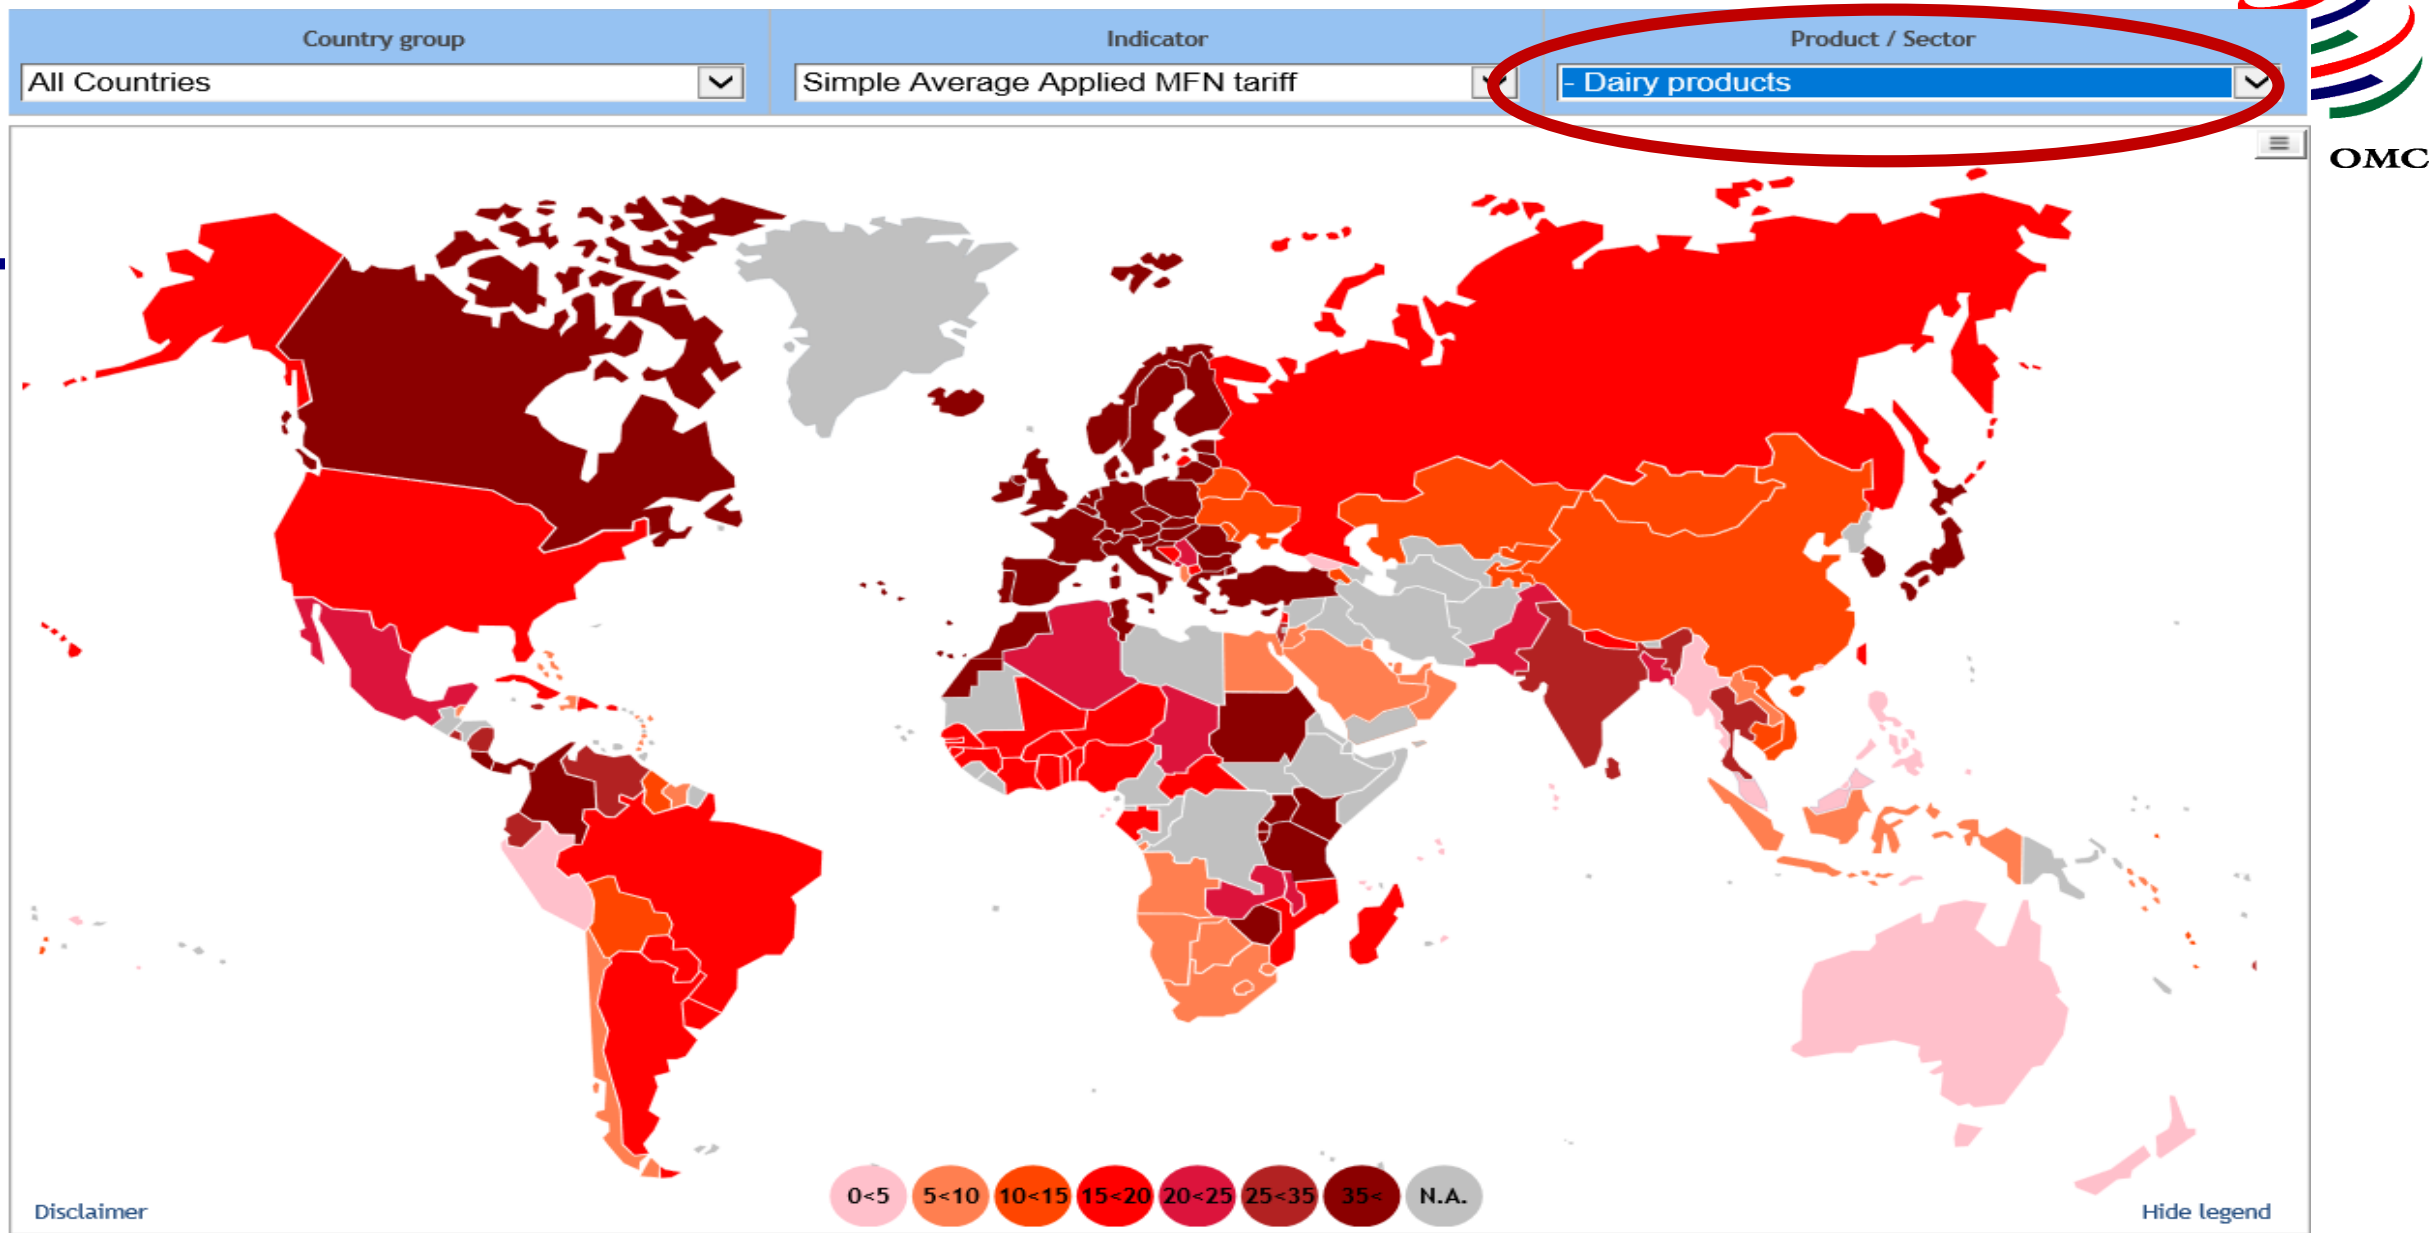 Country group
Indicator
Product / Sector
All Countries
Simple Average Applied MFN tariff
- Dairy products
OMC
0<5
5<10
10<15
15<20
20<25
25<35
35<
N.A.
Disclaimer
Hide legend